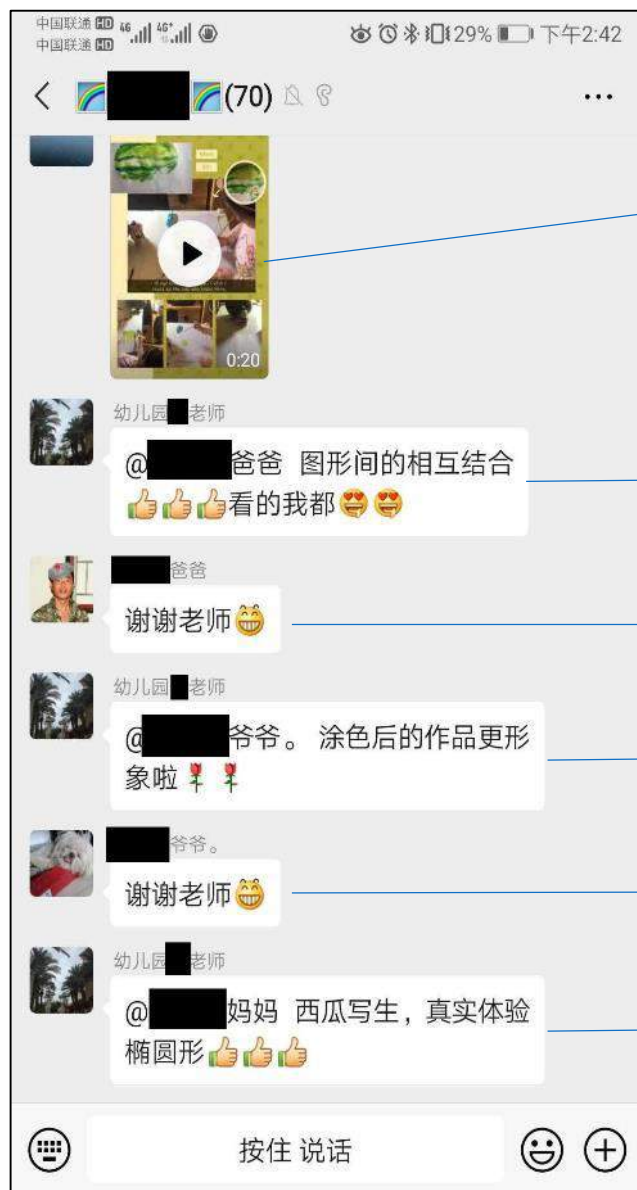 中国联通 HD 4G 4G+
中国联通 HD
29% 下午2:42
(70)
0:20
幼儿园 老师
@ 爸爸 图形间的相互结合
看的我都
爸爸
谢谢老师
幼儿园 老师
@ 爷爷。 涂色后的作品更形
象啦
爷爷。
谢谢老师
幼儿园 老师
@ 妈妈 西瓜写生，真实体验
椭圆形
按住 说话